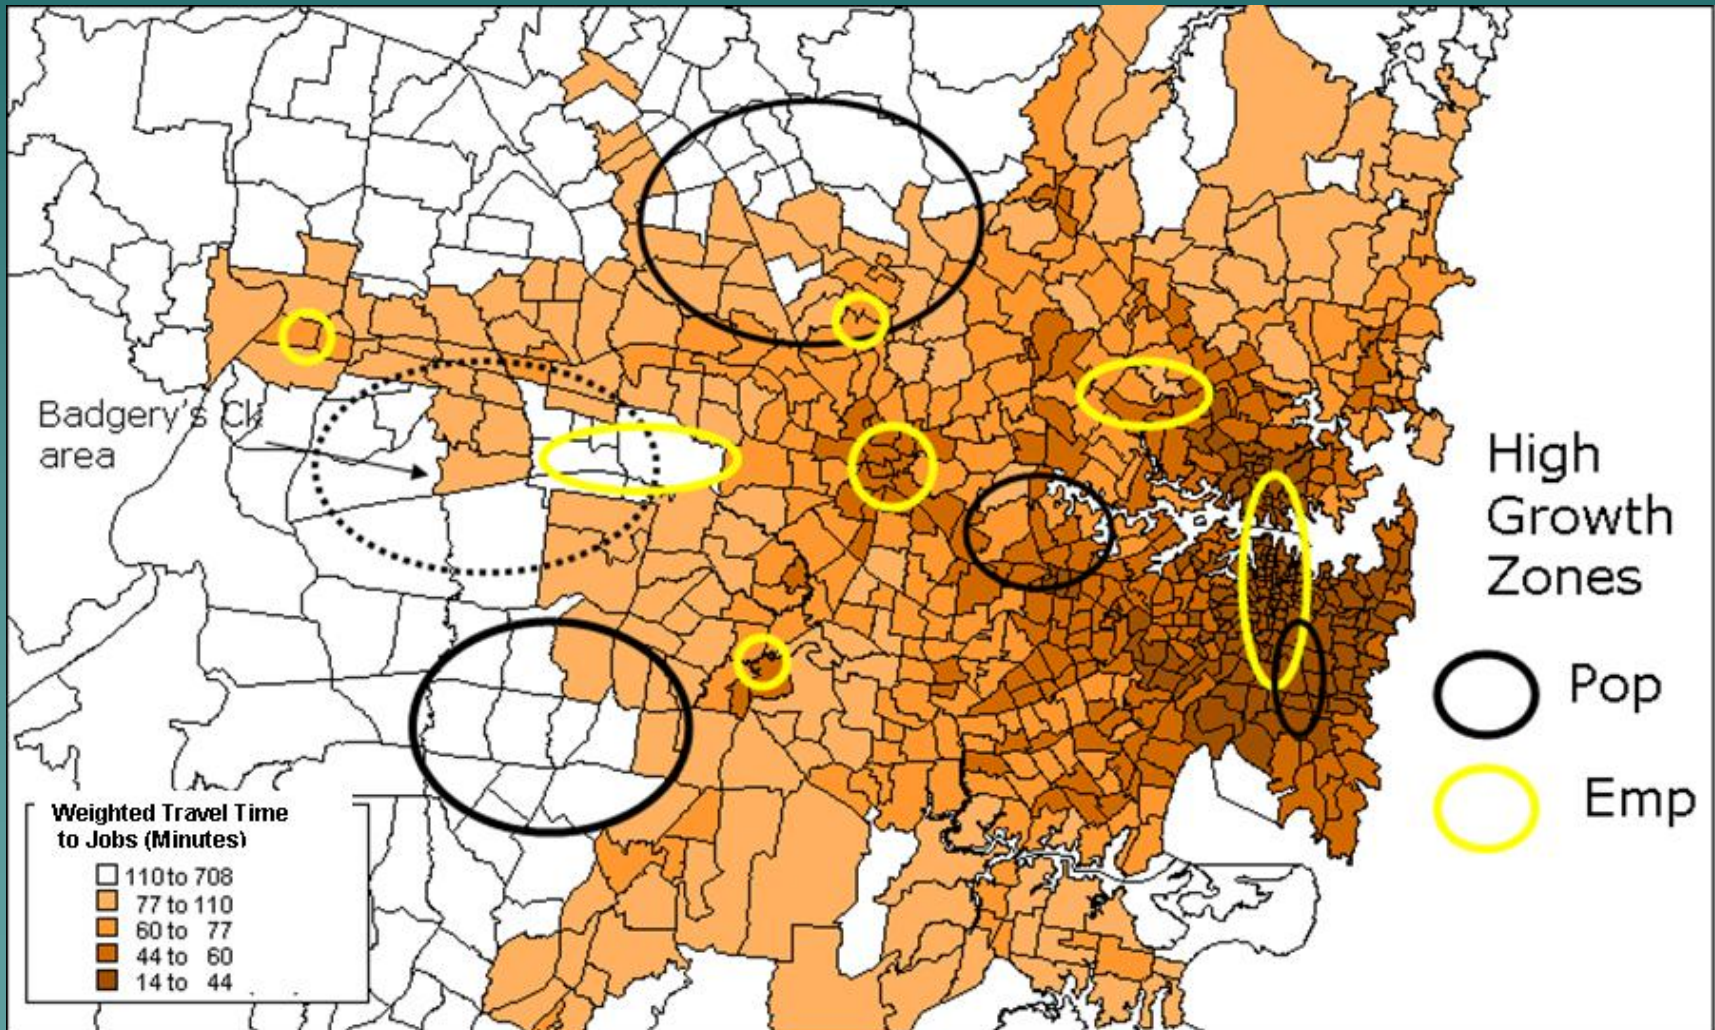 Badgery's Ck
area
High
Growth
Zones
Pop
Emp
Weighted Travel Time
to Jobs (Minutes)
110 to 708
77 to 110
60 to 77
44 to 60
14 to 44